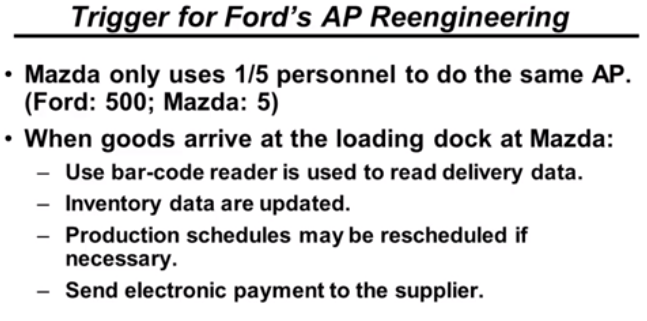 Trigger for Ford's AP Reengineering
• Mazda only uses 1/5 personnel to do the same AP.
(Ford: 500; Mazda: 5)
• When goods arrive at the loading dock at Mazda:
– Use bar-code reader is used to read delivery data.
– Inventory data are updated.
– Production schedules may be rescheduled if
necessary.
– Send electronic payment to the supplier.